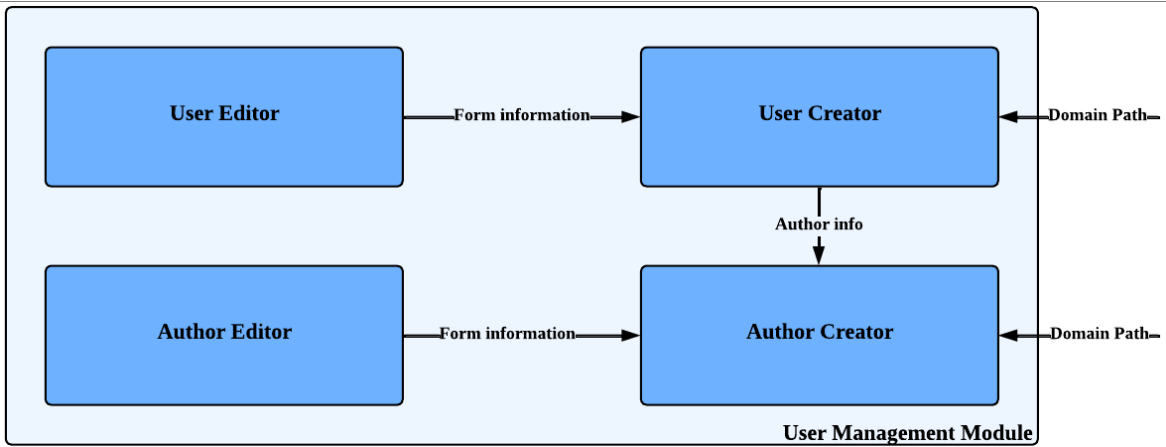 User Editor
Form information
User Creator
Domain Path
Author info
Author Editor
Form information
Author Creator
Domain Path
User Management Module